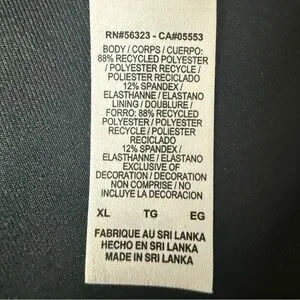 RN#56323 - CA#05553
BODY / CORPS / CUERPO:
88% RECYCLED POLYESTER
/ POLYESTER RECYCLE /
POLIESTER RECICLADO
12% SPANDEX /
ELASTHANNE / ELASTANO
LINING / DOUBLURE /
FORRO: 88% RECYCLED
POLYESTER / POLYESTER
RECYCLE / POLIESTER
RECICLADO
12% SPANDEX /
ELASTHANNE / ELASTANO
EXCLUSIVE OF
DECORATION / DECORATION
NON COMPRISE / NO
INCLUYE LA DECORACION
XL TG EG
FABRIQUE AU SRI LANKA
HECHO EN SRI LANKA
MADE IN SRI LANKA